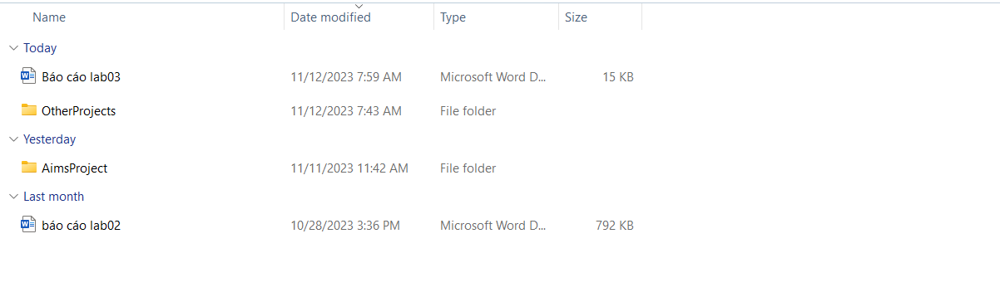 Name Date modified Type Size
Today
Báo cáo lab03 11/12/2023 7:59 AM Microsoft Word D... 15 KB
OtherProjects 11/12/2023 7:43 AM File folder
Yesterday
AimsProject 11/11/2023 11:42 AM File folder
Last month
báo cáo lab02 10/28/2023 3:36 PM Microsoft Word D... 792 KB